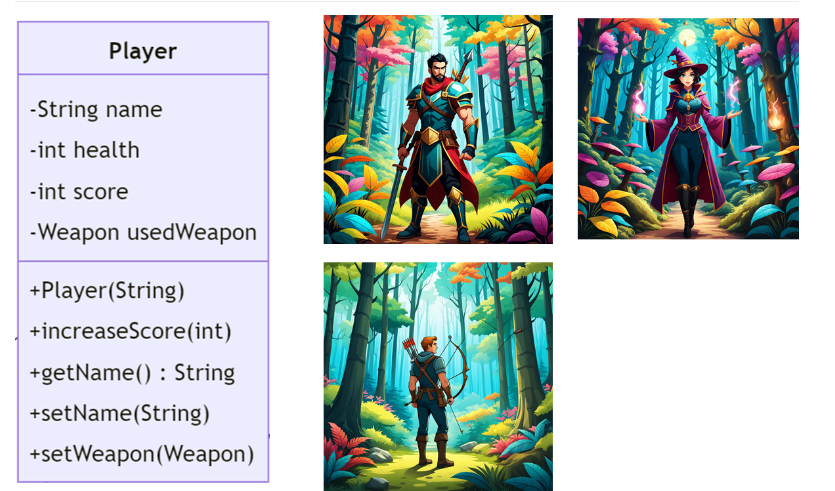 Player
-String name
-int health
-int score
-Weapon usedWeapon
+Player(String)
+increaseScore(int)
+getName() : String
+setName(String)
+setWeapon(Weapon)